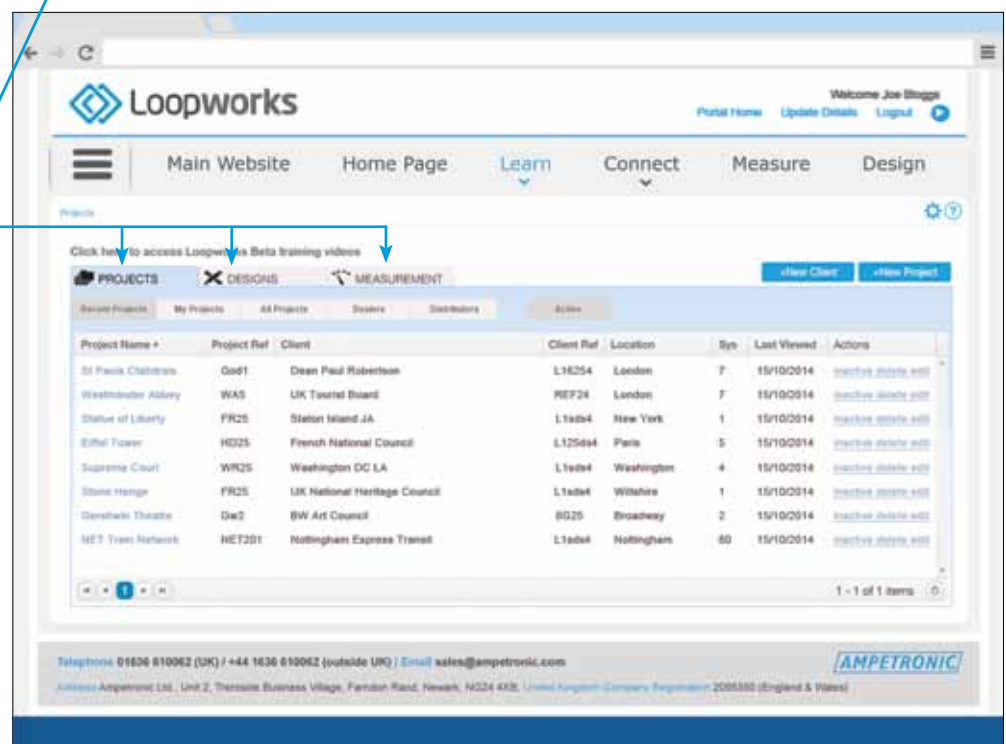 Loopworks
Welcome Joe Bloggs
Portal Home Update Details Logout
Main Website Home Page Learn Connect Measure Design
Projects
Click here to access Loopworks Beta training videos
PROJECTS DESIGNS MEASUREMENT
+New Client +New Project
Recent Projects My Projects All Projects Dealers Distributors Active
Project Name Project Ref Client Client Ref Location Sys Last Viewed Actions
St Pauls God1 Dean Paul Robertson L16254 London 7 15/10/2014 inactive delete edit
Westminster Abbey WA5 UK Tourist Board REF24 London 7 15/10/2014 inactive delete edit
Statue of Liberty FR25 Staton Island JA L1sds4 New York 1 15/10/2014 inactive delete edit
Eiffel Tower HD25 French National Council L125ds4 Paris 5 15/10/2014 inactive delete edit
Supreme Court WR25 Washington DC LA L1sds4 Washington 4 15/10/2014 inactive delete edit
Stone Henge FR25 UK National Heritage Council L1sds4 Wiltshire 1 15/10/2014 inactive delete edit
Gershwin Theatre Gw2 BW Art Council 8G25 Broadway 2 15/10/2014 inactive delete edit
NET Tram Network NET201 Nottingham Express Transit L1sds4 Nottingham 60 15/10/2014 inactive delete edit
1
1 - 1 of 1 items
Telephone 01636 610062 (UK) / +44 1636 610062 (outside UK) | Email sales@ampetronic.com
AMPETRONIC
Address Ampetronic Ltd., Unit 2, Trentside Business Village, Farndon Road, Newark, NG24 4XB, United Kingdom Company Registration (England & Wales)